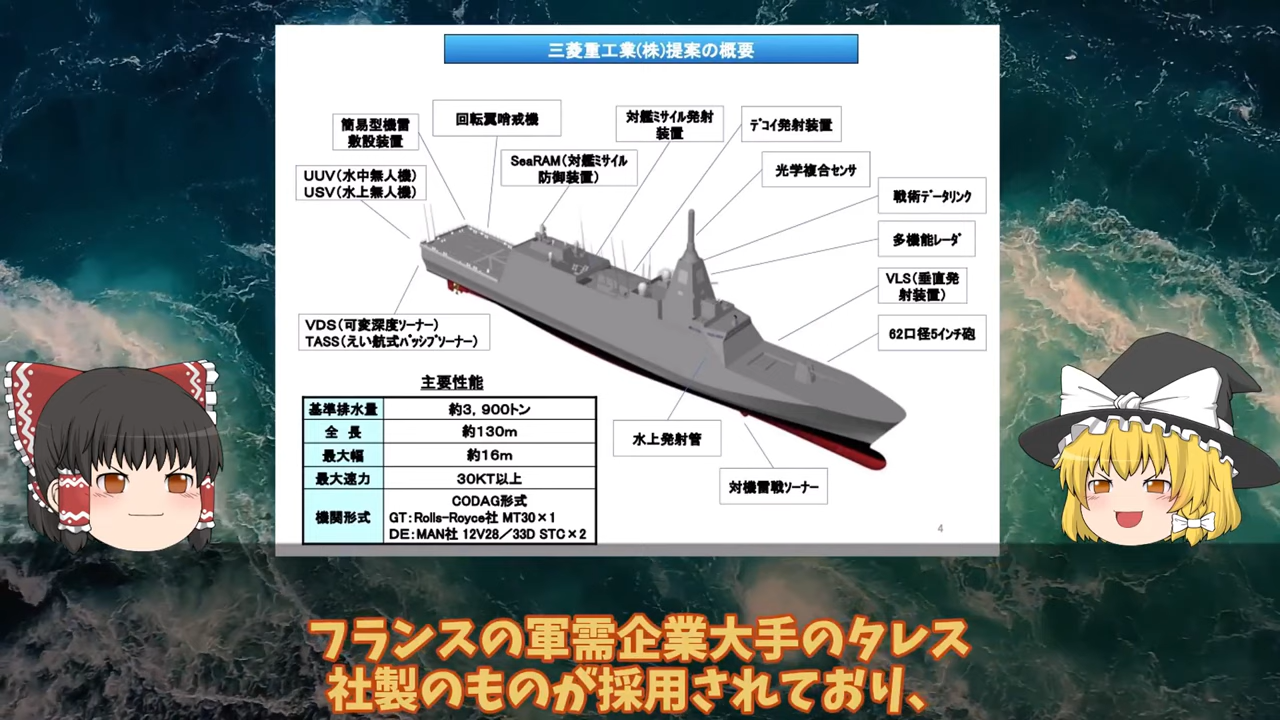 三菱重工業(株)提案の概要
簡易型機雷
敷設装置
回転翼哨戒機
対艦ﾐｻｲﾙ発射
装置
ﾃﾞｺｲ発射装置
SeaRAM(対艦ﾐｻｲﾙ
防御装置)
光学複合ｾﾝｻ
UUV(水中無人機)
USV(水上無人機)
戦術ﾃﾞｰﾀﾘﾝｸ
多機能ﾚｰﾀﾞ
VLS(垂直発
射装置)
62口径5ｲﾝﾁ砲
VDS(可変深度ｿｰﾅｰ)
TASS(えい航式ﾊﾟｯｼﾌﾞｿｰﾅｰ)
水上発射管
対機雷戦ｿｰﾅｰ
主要性能
基準排水量 約3,900トン
全 長 約130m
最大幅 約16m
最大速力 30KT以上
機関形式 CODAG形式
GT:Rolls-Royce社 MT30×1
DE:MAN社 12V28/33D STC×2
4
フランスの軍需企業大手のタレス
社製のものが採用されており、